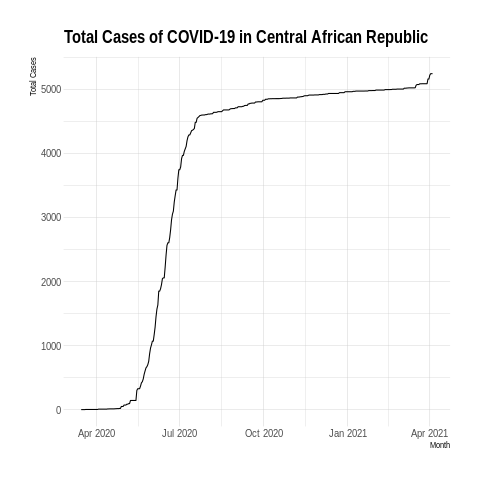 Total Cases of COVID-19 in Central African Republic
Total Cases
5000
4000
3000
2000
1000
0
Apr 2020 Jul 2020 Oct 2020 Jan 2021 Apr 2021
Month